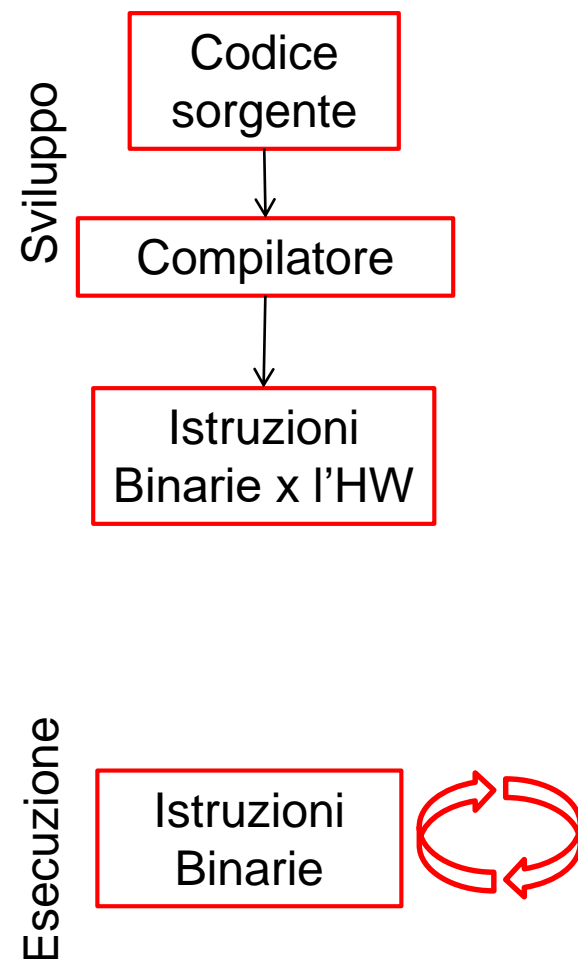 Sviluppo
Codice
sorgente
Compilatore
Istruzioni
Binarie x l’HW
Esecuzione
Istruzioni
Binarie